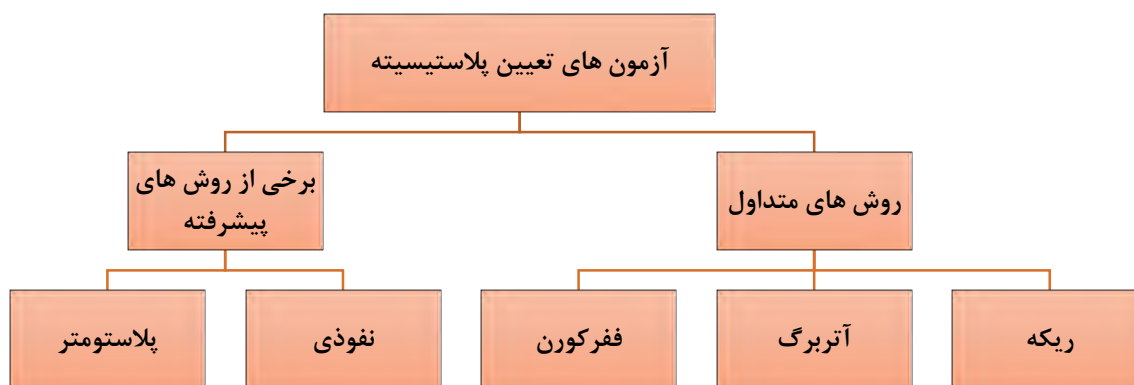 آزمون های تعیین پلاستیسیته
روش های متداول
برخی از روش های
پیشرفته
ریکه
آتربرگ
ففرکورن
نفوذی
پلاستومتر